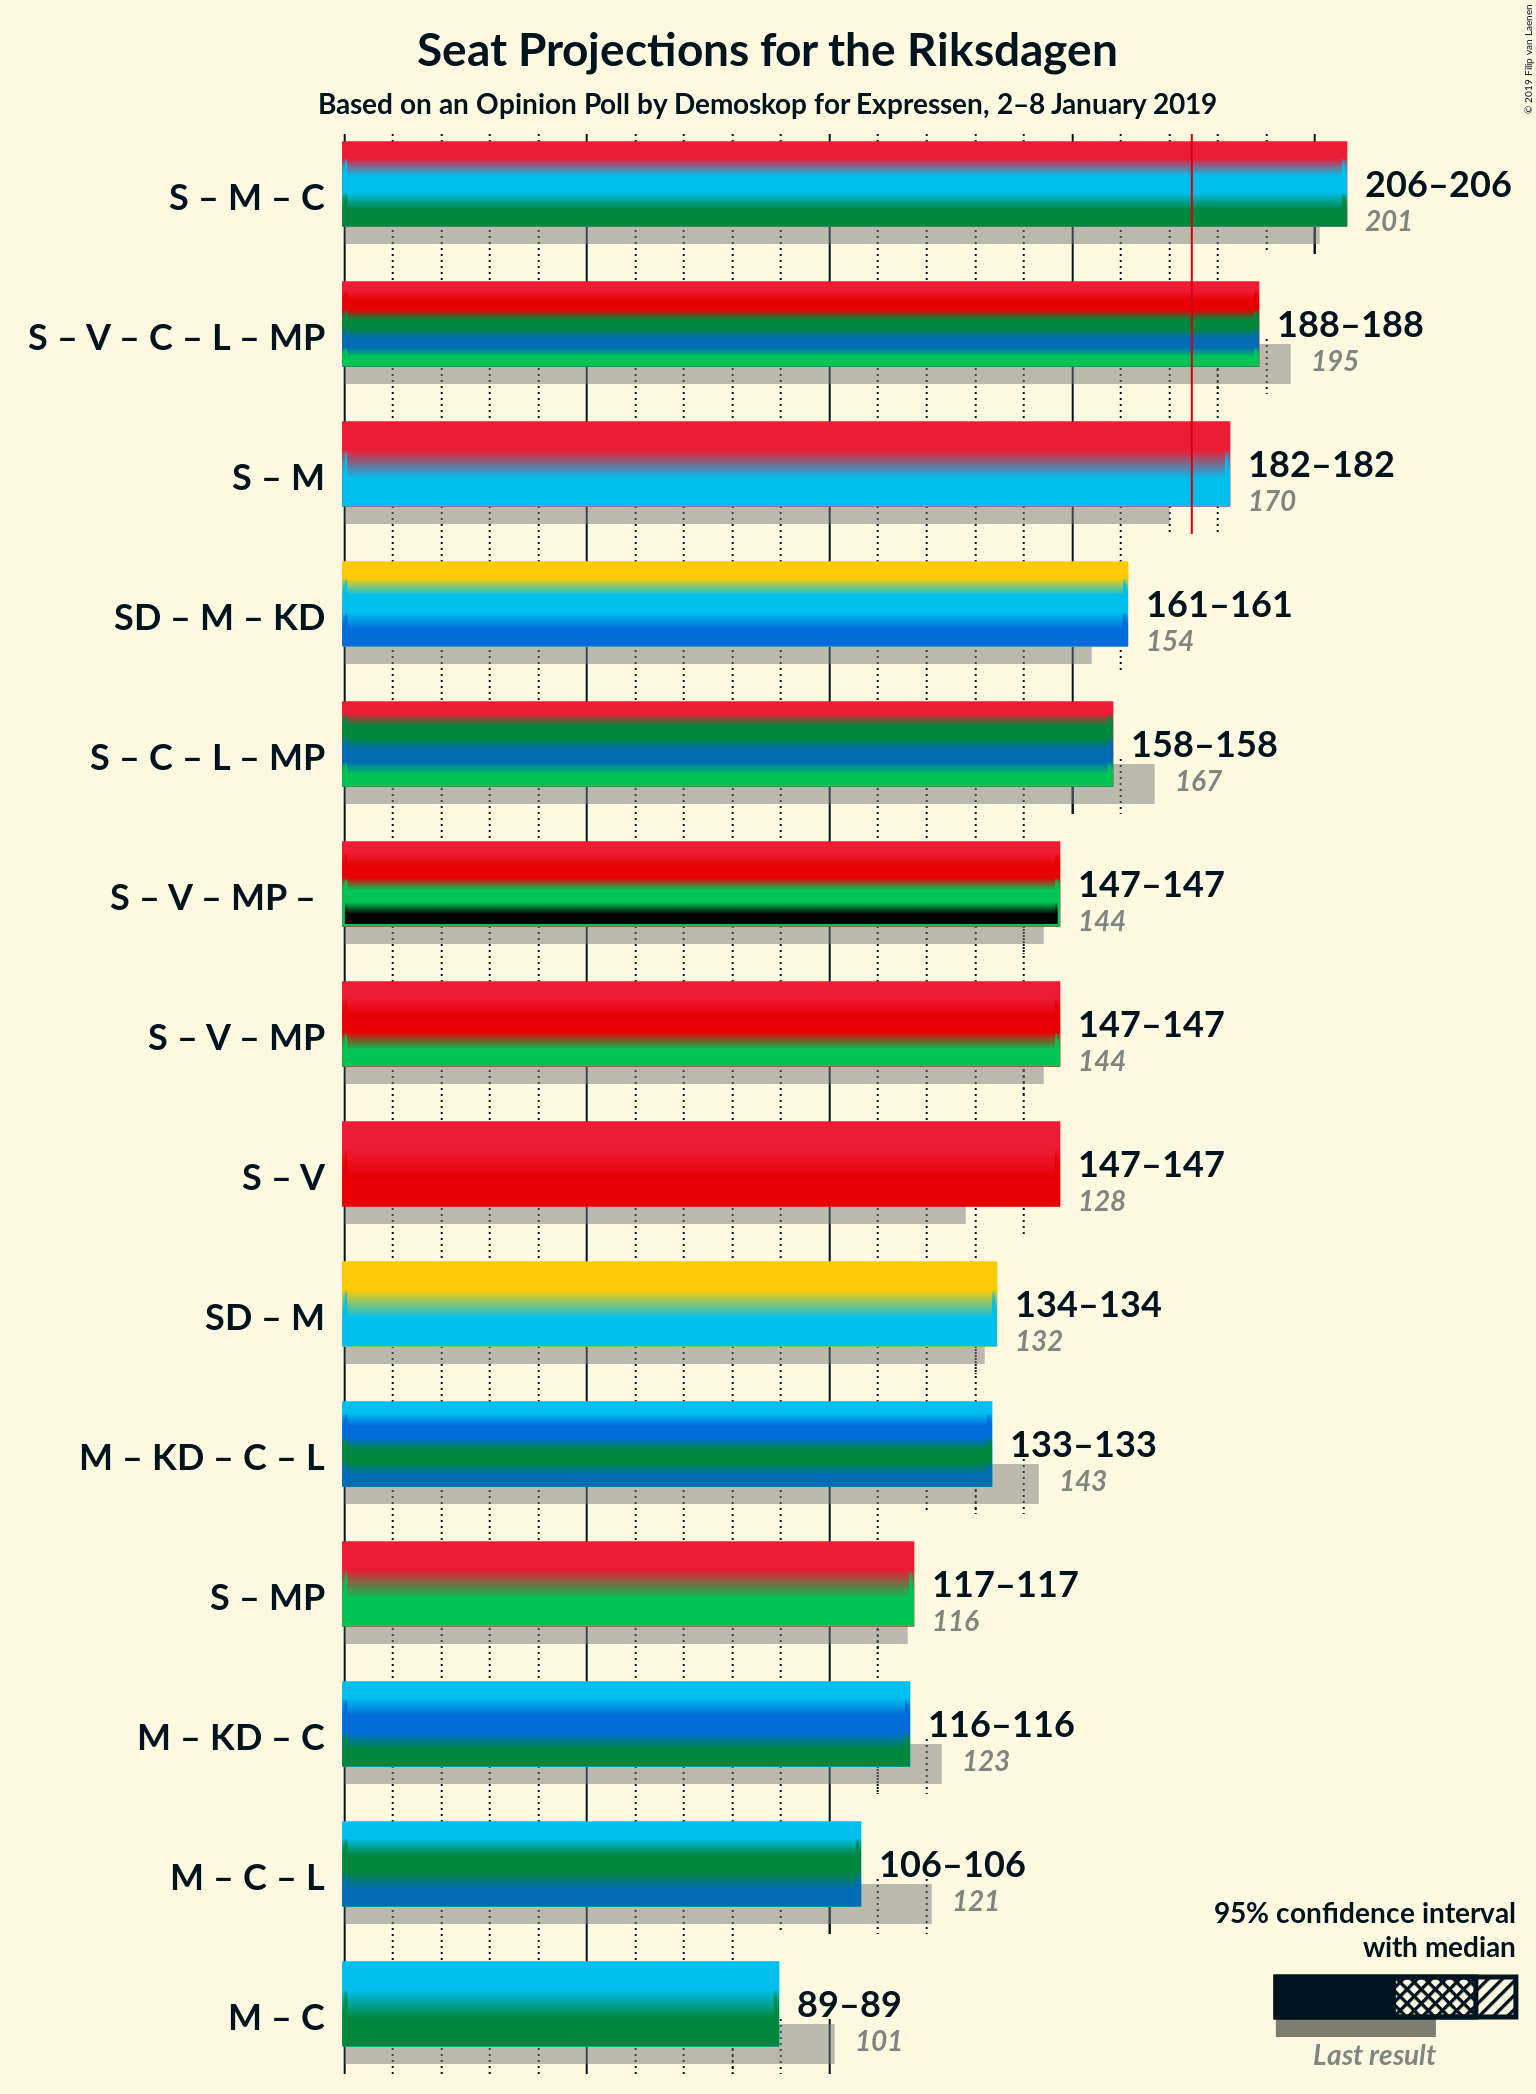 Seat Projections for the Riksdagen
Based on an Opinion Poll by Demoskop for Expressen, 2–8 January 2019
© 2019 Filip van Laenen
S – M – C
206–206
201
S – V – C – L – MP
188–188
195
S – M
182–182
170
SD – M – KD
161–161
154
S – C – L – MP
158–158
167
S – V – MP –
147–147
144
S – V – MP
147–147
144
S – V
147–147
128
SD – M
134–134
132
M – KD – C – L
133–133
143
S – MP
117–117
116
M – KD – C
116–116
123
M – C – L
106–106
121
M – C
89–89
101
95% confidence interval
with median
Last result